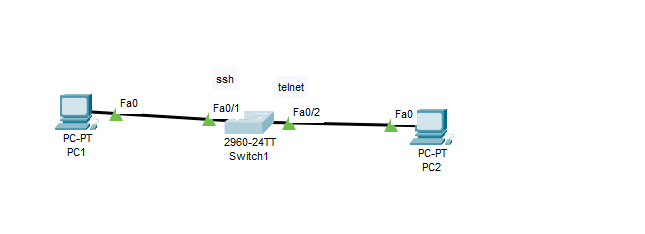 ssh
telnet
Fa0
Fa0/1
Fa0/2
Fa0
PC-PT
PC1
2960-24TT
Switch1
PC-PT
PC2